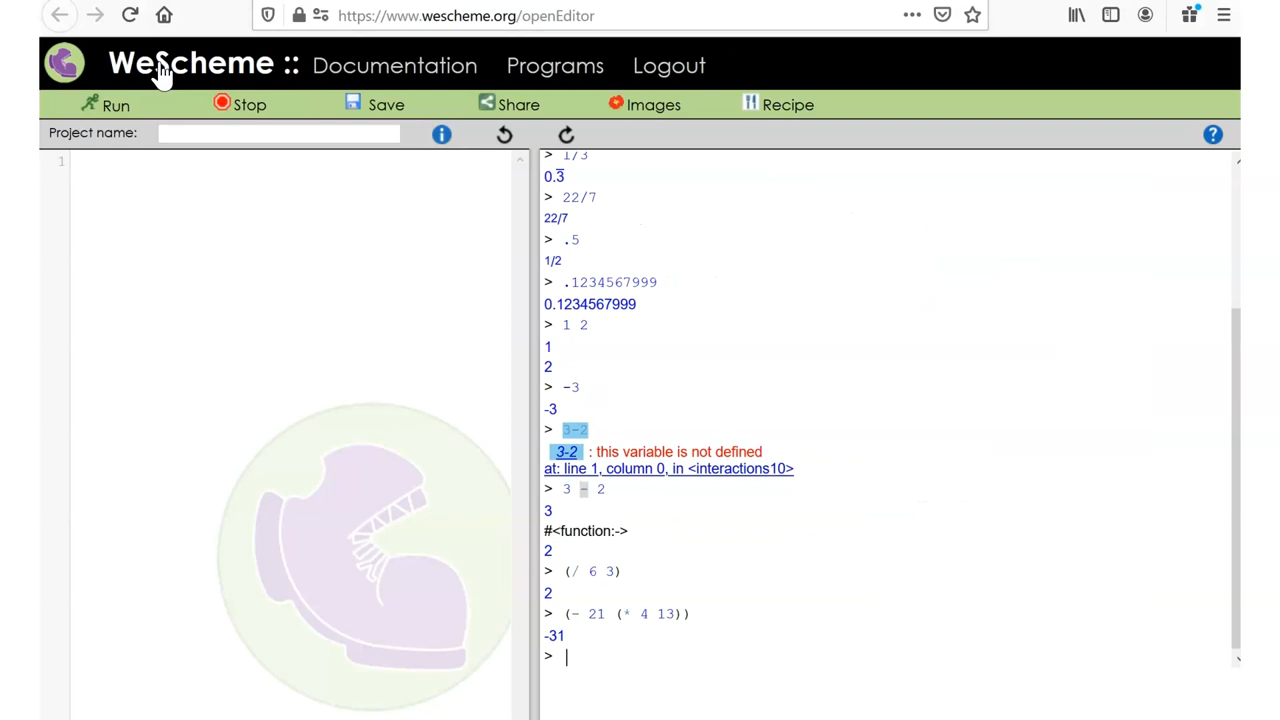 https://www.wescheme.org/openEditor
WeScheme :: Documentation Programs Logout
Run Stop Save Share Images Recipe
Project name:
1
> 1/3
0.3̅
> 22/7
22/7
> .5
1/2
> .1234567999
0.1234567999
> 1 2
1
2
> -3
-3
> 3-2
3-2 : this variable is not defined
at: line 1, column 0, in <interactions10>
> 3 - 2
3
#<function:->
2
> (/ 6 3)
2
> (- 21 (* 4 13))
-31
>